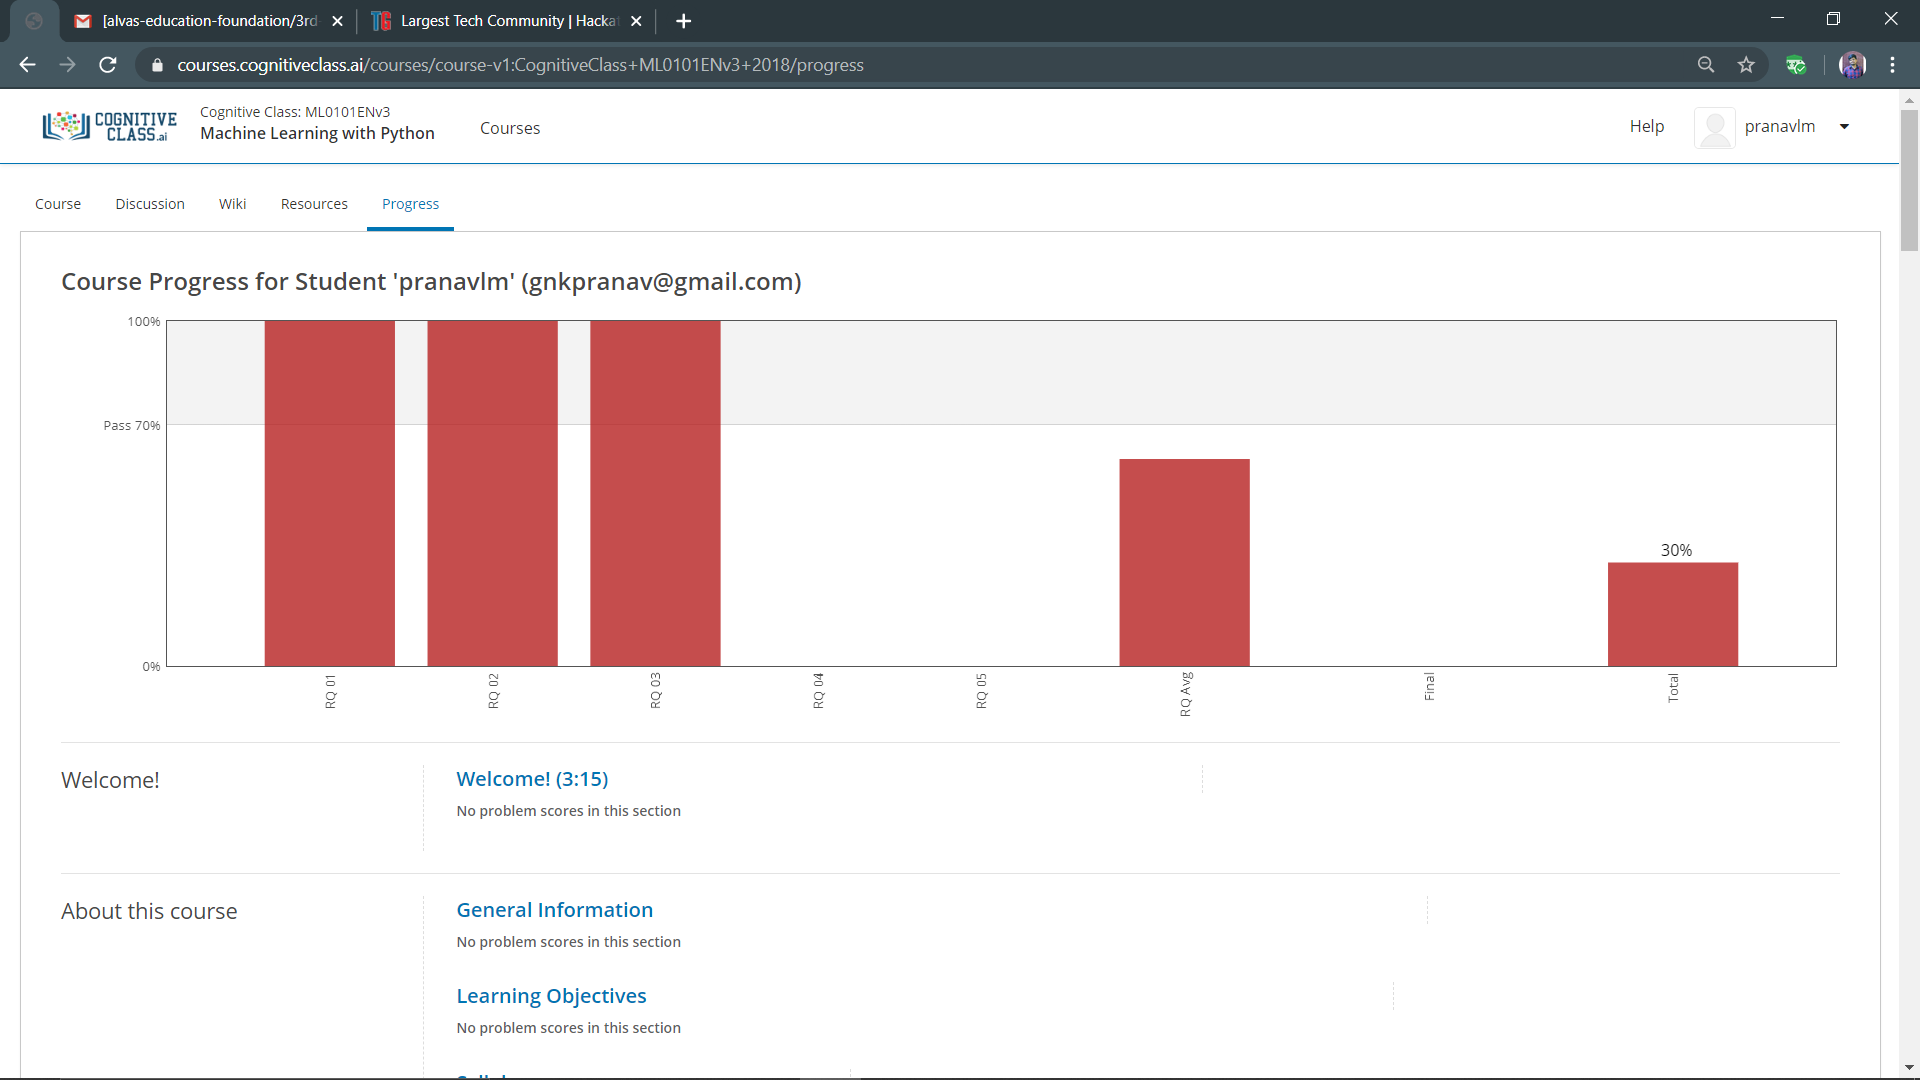 [alvas-education-foundation/3rd
Largest Tech Community | Hacka
courses.cognitiveclass.ai/courses/course-v1:CognitiveClass+ML0101ENv3+2018/progress
COGNITIVE
CLASS.ai
Cognitive Class: ML0101ENv3
Machine Learning with Python
Courses
Help
pranavlm
Course
Discussion
Wiki
Resources
Progress
Course Progress for Student 'pranavlm' (gnkpranav@gmail.com)
100%
Pass 70%
0%
30%
RQ 01
RQ 02
RQ 03
RQ 04
RQ 05
RQ Avg
Final
Total
Welcome!
Welcome! (3:15)
No problem scores in this section
About this course
General Information
No problem scores in this section
Learning Objectives
No problem scores in this section